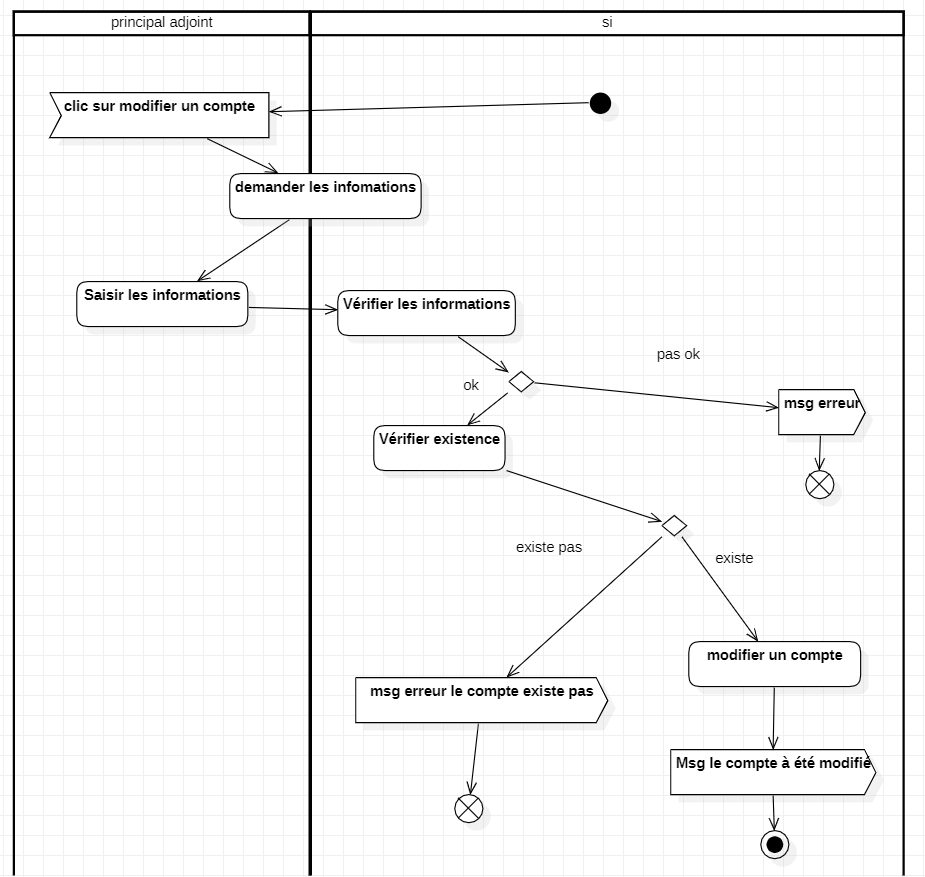 principal adjoint
si
clic sur modifier un compte
demander les infomations
Saisir les informations
Vérifier les informations
pas ok
ok
msg erreur
Vérifier existence
existe pas
existe
modifier un compte
msg erreur le compte existe pas
Msg le compte à été modifié